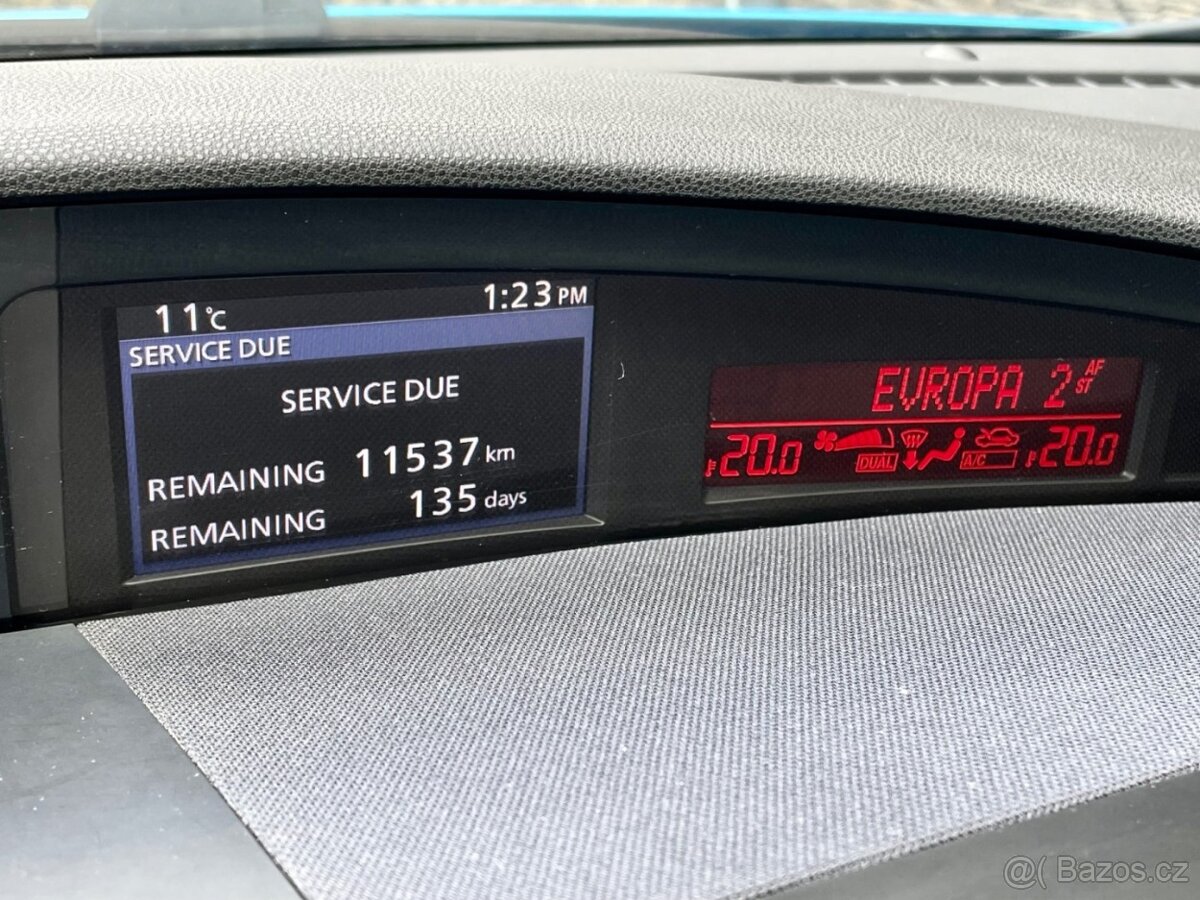 11°C 1:23 PM
SERVICE DUE
SERVICE DUE
REMAINING 11537 km
REMAINING 135 days
EVROPA 2 AF ST
20.0 DUAL A/C 20.0
@( Bazos.cz